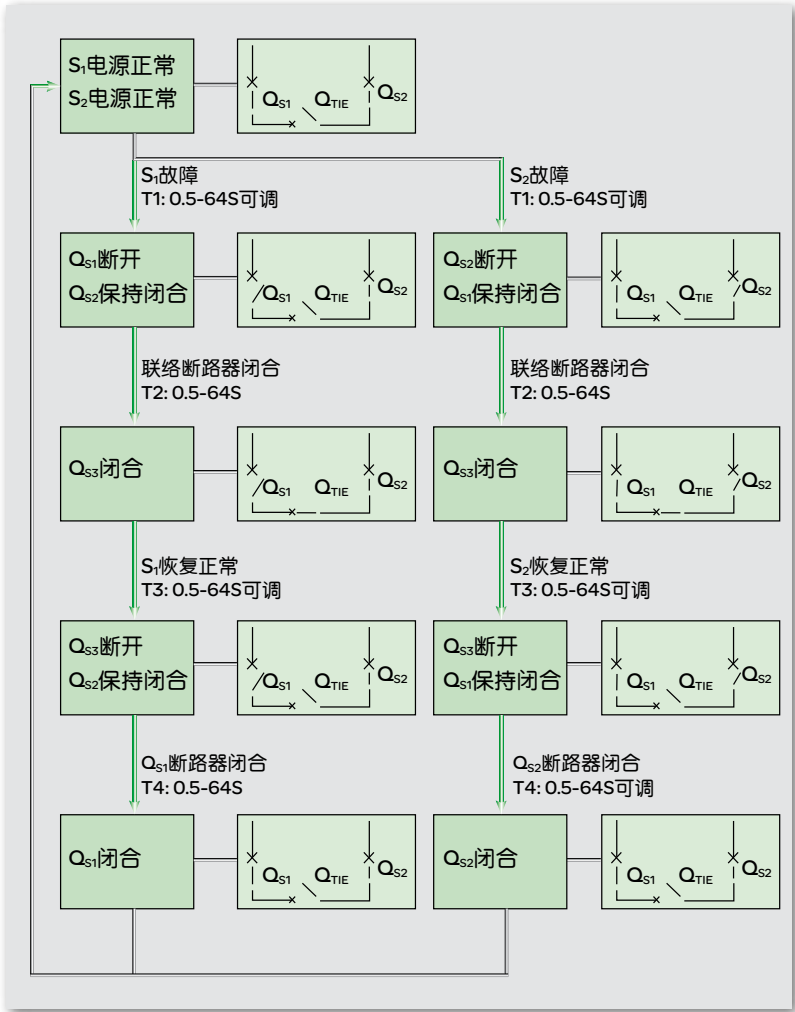 S1电源正常
S2电源正常
QS1
QTIE
QS2
S1故障
T1: 0.5-64S可调
S2故障
T1: 0.5-64S可调
QS1断开
QS2保持闭合
QS1
QTIE
QS2
QS2断开
QS1保持闭合
QS1
QTIE
QS2
联络断路器闭合
T2: 0.5-64S
联络断路器闭合
T2: 0.5-64S
QS3闭合
QS1
QTIE
QS2
QS3闭合
QS1
QTIE
QS2
S1恢复正常
T3: 0.5-64S可调
S2恢复正常
T3: 0.5-64S可调
QS3断开
QS2保持闭合
QS1
QTIE
QS2
QS3断开
QS1保持闭合
QS1
QTIE
QS2
QS1断路器闭合
T4: 0.5-64S
QS2断路器闭合
T4: 0.5-64S可调
QS1闭合
QS1
QTIE
QS2
QS2闭合
QS1
QTIE
QS2